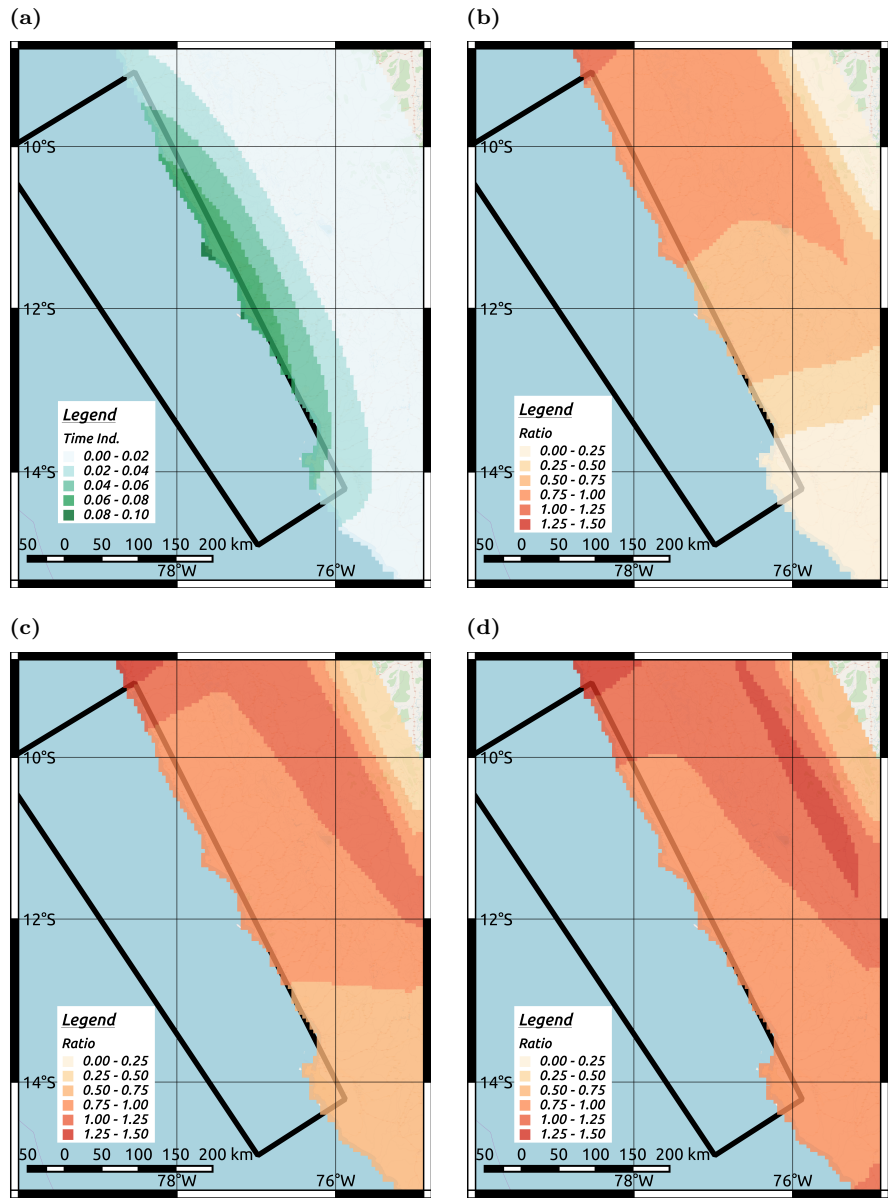 (a)
(b)
10°S
12°S
14°S
Legend
Time Ind.
0.00 - 0.02
0.02 - 0.04
0.04 - 0.06
0.06 - 0.08
0.08 - 0.10
50 0 50 100 150 200 km
78°W 76°W
10°S
12°S
14°S
Legend
Ratio
0.00 - 0.25
0.25 - 0.50
0.50 - 0.75
0.75 - 1.00
1.00 - 1.25
1.25 - 1.50
50 0 50 100 150 200 km
78°W 76°W
(c)
(d)
10°S
12°S
14°S
Legend
Ratio
0.00 - 0.25
0.25 - 0.50
0.50 - 0.75
0.75 - 1.00
1.00 - 1.25
1.25 - 1.50
50 0 50 100 150 200 km
78°W 76°W
10°S
12°S
14°S
Legend
Ratio
0.00 - 0.25
0.25 - 0.50
0.50 - 0.75
0.75 - 1.00
1.00 - 1.25
1.25 - 1.50
50 0 50 100 150 200 km
78°W 76°W